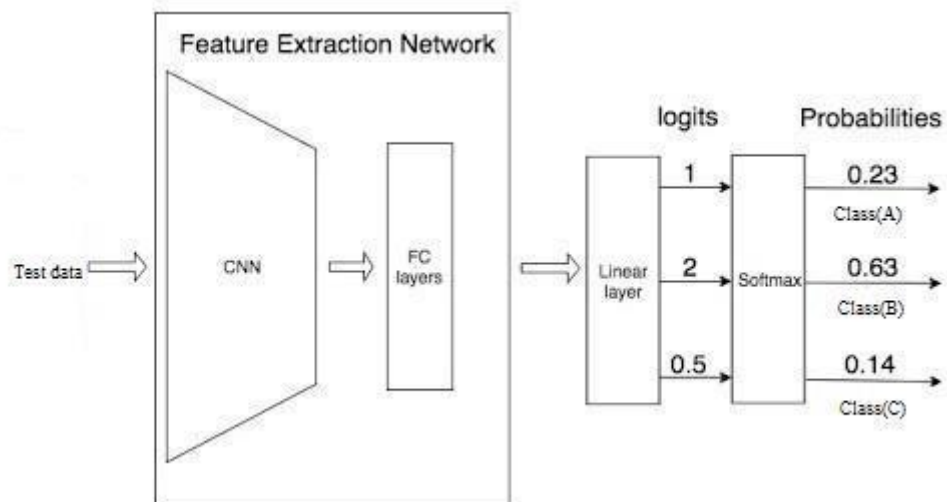 Feature Extraction Network
logits
Probabilities
1
0.23
Class(A)
Test data
CNN
FC
layers
Linear
layer
2
Softmax
0.63
Class(B)
0.5
0.14
Class(C)